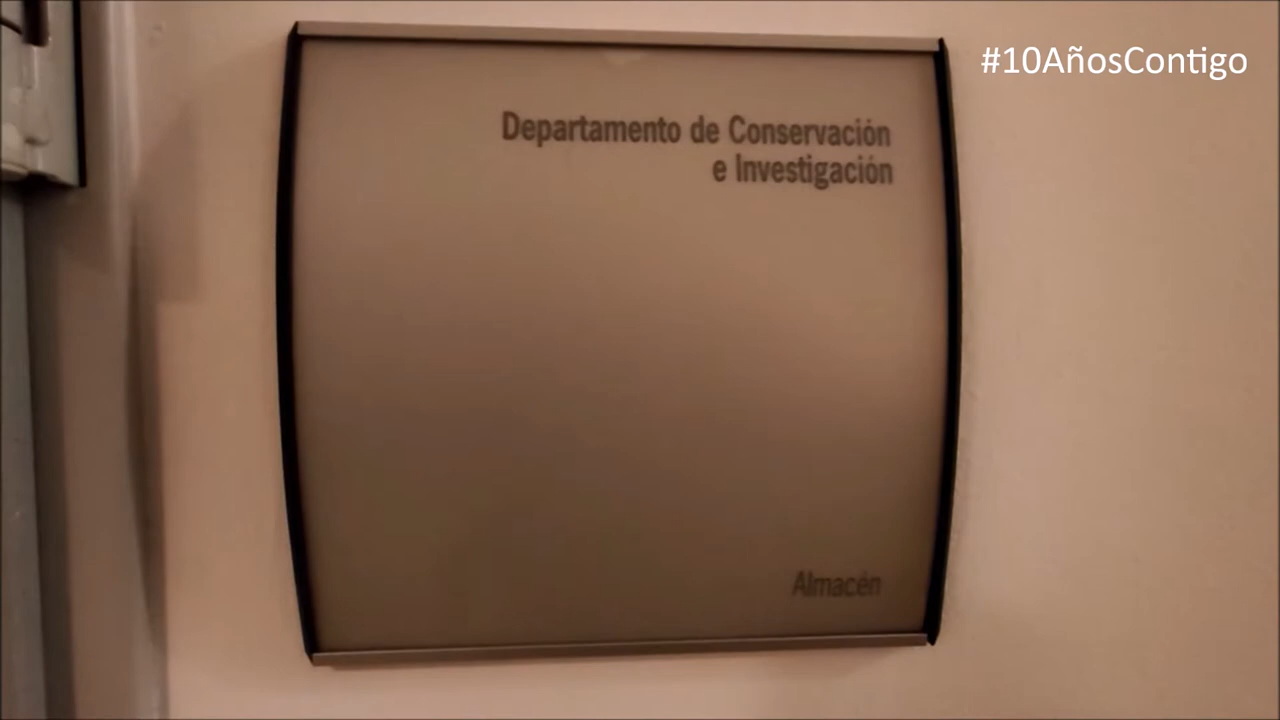 #10AñosContigo
Departamento de Conservación
e Investigación
Almacén